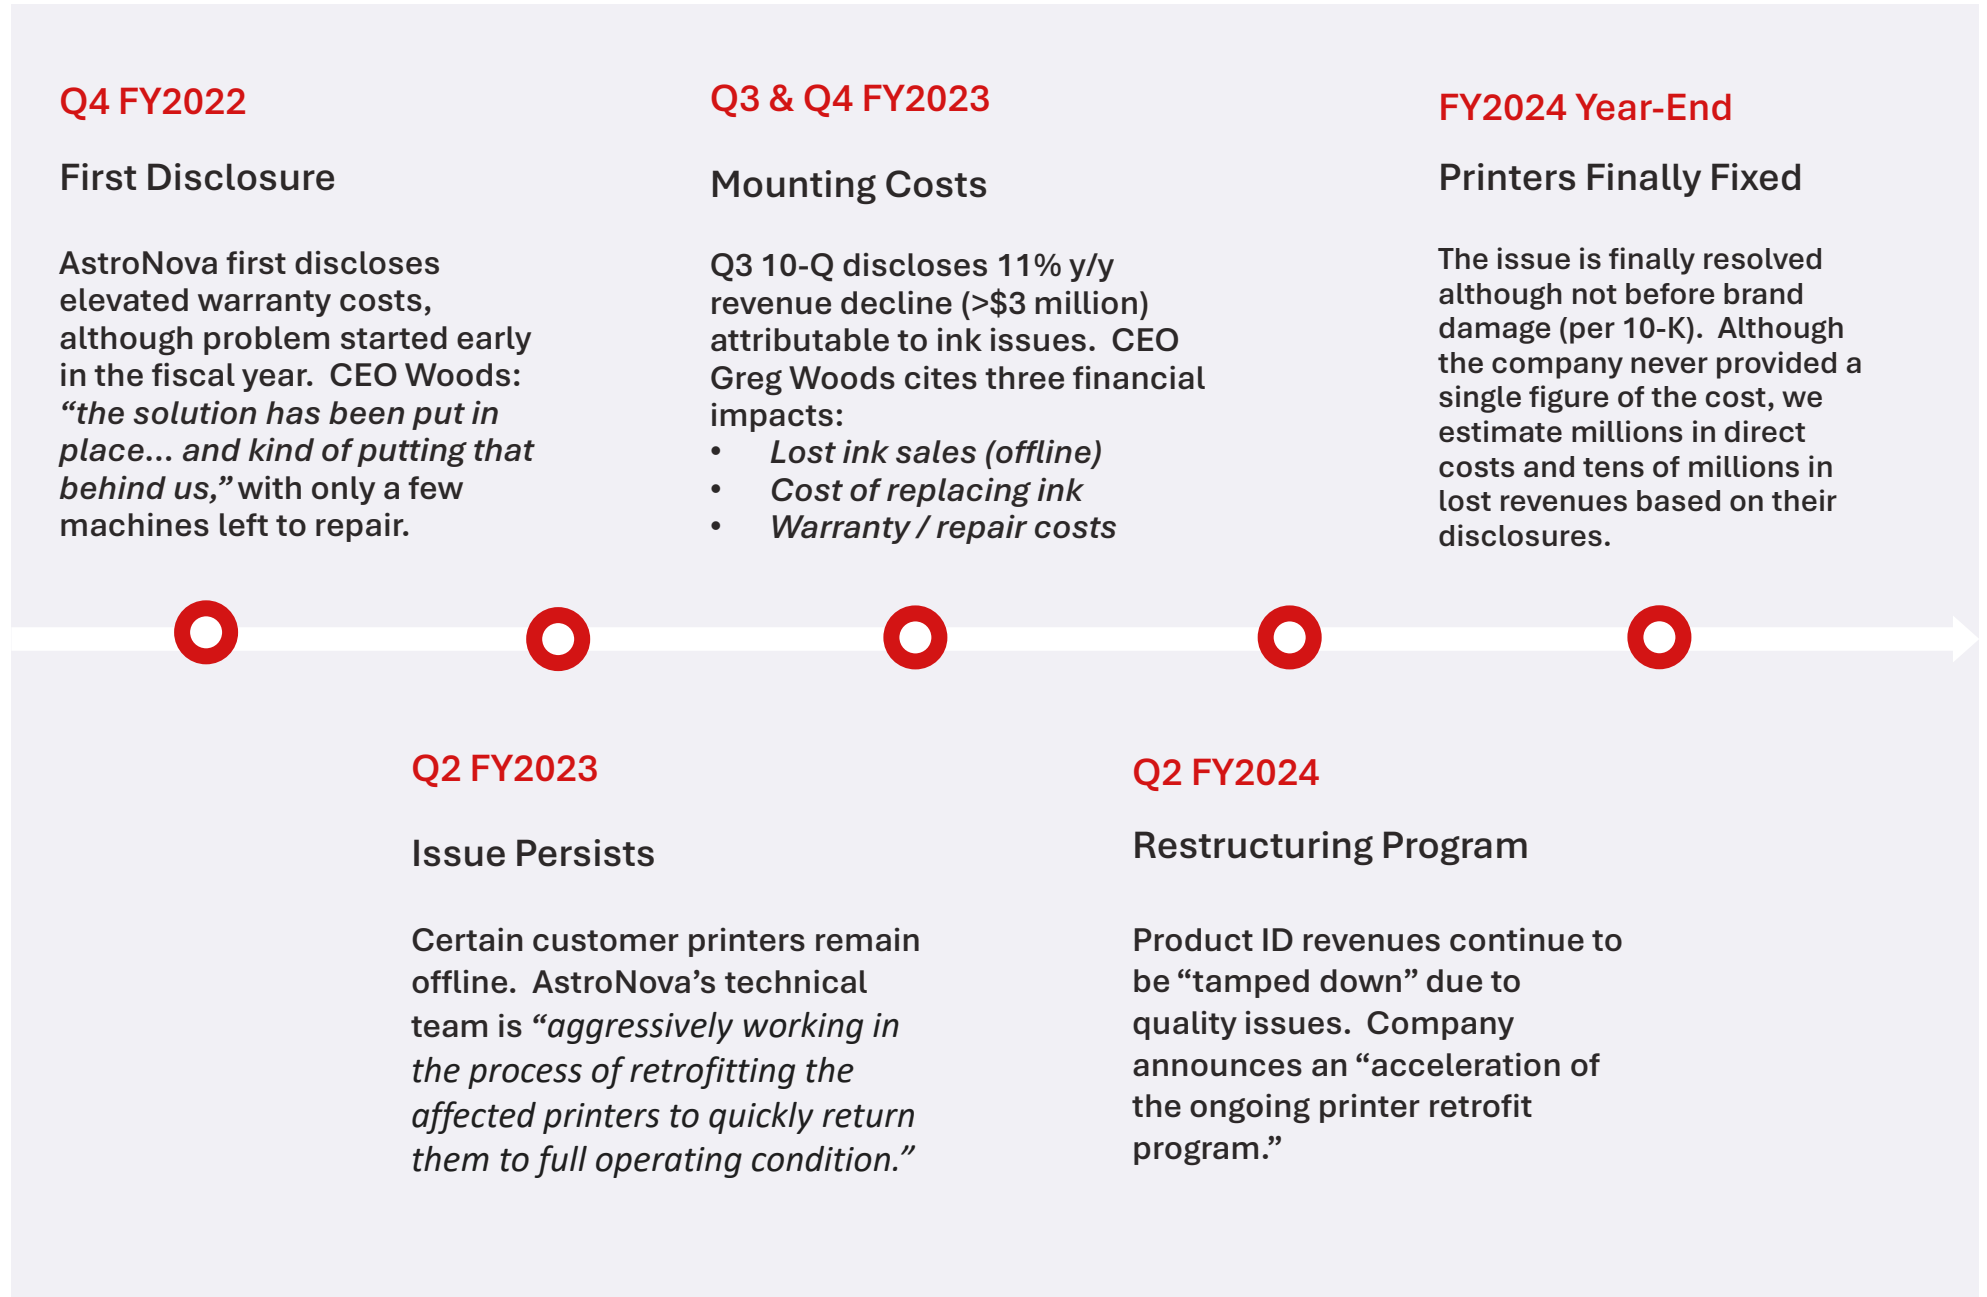 Q4 FY2022
First Disclosure
AstroNova first discloses
elevated warranty costs,
although problem started early
in the fiscal year.  CEO Woods:
“the solution has been put in
place... and kind of putting that
behind us,” with only a few
machines left to repair.
Q2 FY2023
Issue Persists
Certain customer printers remain
offline.  AstroNova’s technical
team is “aggressively working in
the process of retrofitting the
affected printers to quickly return
them to full operating condition.”
Q3 & Q4 FY2023
Mounting Costs
Q3 10-Q discloses 11% y/y
revenue decline (>$3 million)
attributable to ink issues.  CEO
Greg Woods cites three financial
impacts:
• Lost ink sales (offline)
• Cost of replacing ink
• Warranty / repair costs
Q2 FY2024
Restructuring Program
Product ID revenues continue to
be “tamped down” due to
quality issues.  Company
announces an “acceleration of
the ongoing printer retrofit
program.”
FY2024 Year-End
Printers Finally Fixed
The issue is finally resolved
although not before brand
damage (per 10-K).  Although
the company never provided a
single figure of the cost, we
estimate millions in direct
costs and tens of millions in
lost revenues based on their
disclosures.